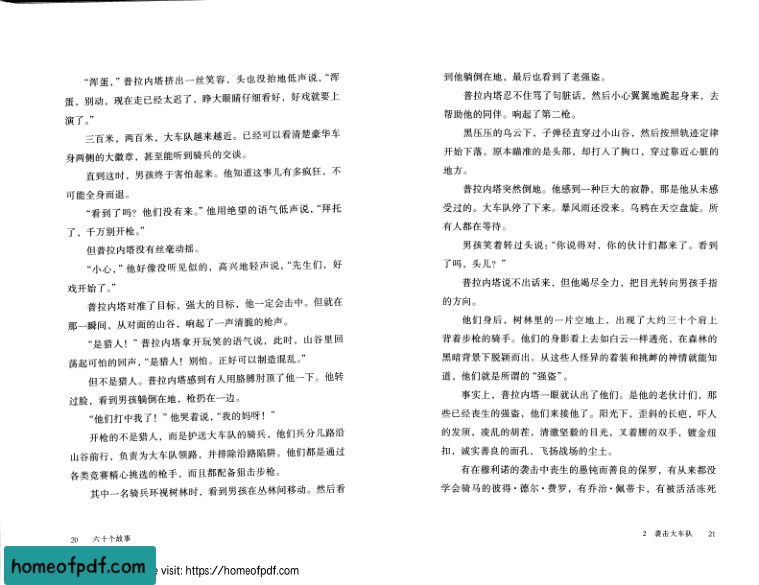 “浑蛋，”普拉内塔挤出一丝笑容，头也没抬地低声说，“浑
蛋，别动，现在走已经太迟了，睁大眼睛仔细看好，好戏就要上
演了。”
三百米，两百米，大车队越来越近。已经可以看清楚豪华车
身两侧的大徽章，甚至能听到骑兵的交谈。
直到这时，男孩终于害怕起来。他知道这事儿有多疯狂，不
可能全身而退。
“看到了吗？他们没有来。”他用绝望的语气低声说，“拜托
了，千万别开枪。”
但普拉内塔没有丝毫动摇。
“小心，”他好像没听见似的，高兴地轻声说，“先生们，好
戏开始了。”
普拉内塔对准了目标，强大的目标，他一定会击中。但就在
那一瞬间，从对面的山谷，响起了一声清脆的枪声。
“是猎人！”普拉内塔拿开玩笑的语气说，此时，山谷里回
荡起可怕的回声，“是猎人！别怕。正好可以制造混乱。”
但不是猎人。普拉内塔感到有人用胳膊肘顶了他一下。他转
过脸，看到男孩躺倒在地，枪扔在一边。
“他们打中我了！”他哭着说，“我的妈呀！”
开枪的不是猎人，而是护送大车队的骑兵，他们兵分几路沿
山谷前行，负责为大车队领路，并排除沿路陷阱。他们都是通过
各类竞赛精心挑选的枪手，而且都配备狙击步枪。
其中一名骑兵环视树林时，看到男孩在丛林间移动。然后看
20 六十个故事
到他躺倒在地，最后也看到了老强盗。
普拉内塔忍不住骂了句脏话，然后小心翼翼地跪起身来，去
帮助他的同伴。响起了第二枪。
黑压压的乌云下，子弹径直穿过小山谷，然后按照轨迹定律
开始下落。原本瞄准的是头部，却打入了胸口，穿过靠近心脏的
地方。
普拉内塔突然倒地。他感到一种巨大的寂静，那是他从未感
受过的。大车队停了下来。暴风雨还没来。乌鸦在天空盘旋。所
有人都在等待。
男孩笑着转过头说：“你说得对，你的伙计们都来了。看到
了吗，头儿？”
普拉内塔说不出话来，但他竭尽全力，把目光转向男孩手指
的方向。
他们身后，树林里的一片空地上，出现了大约三十个肩上
背着步枪的骑手。他们的身影看上去如白云一样透亮，在森林的
黑暗背景下脱颖而出。从这些人怪异的着装和挑衅的神情就能知
道，他们就是所谓的“强盗”。
事实上，普拉内塔一眼就认出了他们。是他的老伙计们，那
些已经丧生的强盗，他们来接他了。阳光下，歪斜的长疤，吓人
的发须，凌乱的胡茬，清澈坚毅的目光，叉着腰的双手，镀金纽
扣，诚实善良的面孔，飞扬战场的尘土。
有在穆利诺的袭击中丧生的愚钝而善良的保罗，有从来都没
学会骑马的彼得·德尔·费罗，有乔治·佩蒂卡，有被活活冻死
2 袭击大车队 21
homeofpdf.com
e visit: https://homeofpdf.com